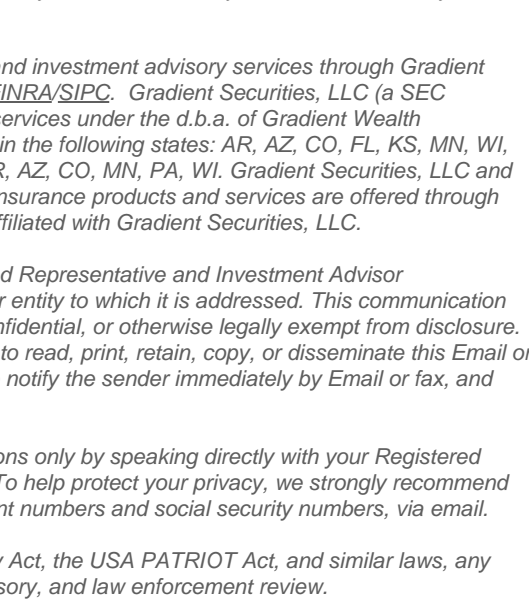 nd investment advisory services through Gradient
FINRA/SIPC. Gradient Securities, LLC (a SEC
ervices under the d.b.a. of Gradient Wealth
in the following states: AR, AZ, CO, FL, KS, MN, WI,
R, AZ, CO, MN, PA, WI. Gradient Securities, LLC and
nsurance products and services are offered through
ffiliated with Gradient Securities, LLC.
d Representative and Investment Advisor
r entity to which it is addressed. This communication
nfidential, or otherwise legally exempt from disclosure.
to read, print, retain, copy, or disseminate this Email or
notify the sender immediately by Email or fax, and
ons only by speaking directly with your Registered
To help protect your privacy, we strongly recommend
nt numbers and social security numbers, via email.
y Act, the USA PATRIOT Act, and similar laws, any
sory, and law enforcement review.